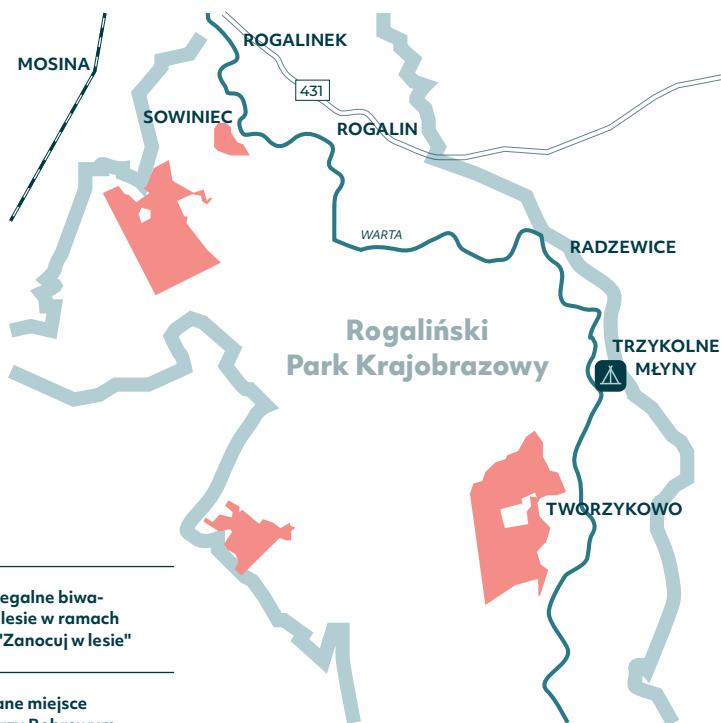 ROGALINEK
MOSINA
431
SOWINIEC
ROGALIN
WARTA
RADZEWICE
Rogaliński
Park Krajobrazowy
TRZYKOLNE
MŁYNY
TWORZYKOWO
egalne biwa-
lesie w ramach
"Zanocuj w lesie"
ane miejsce